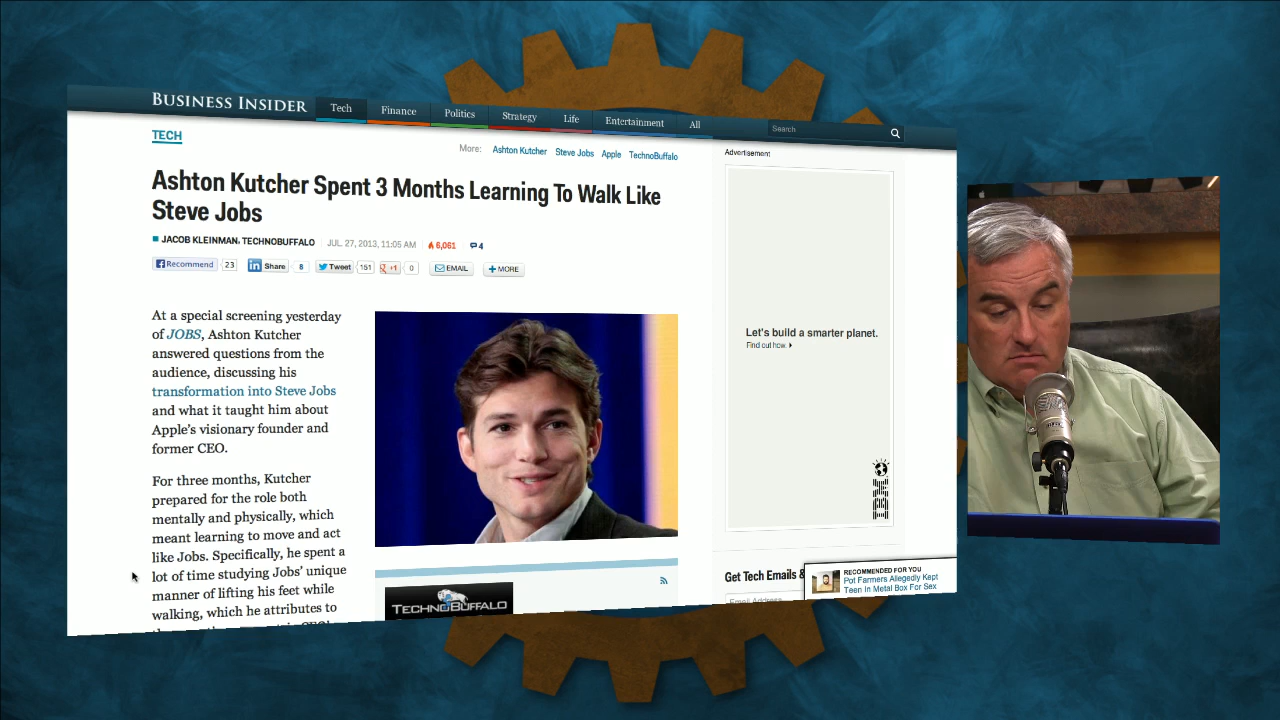 BUSINESS INSIDER
Tech Finance Politics Strategy Life Entertainment All
Search
TECH
More: Ashton Kutcher Steve Jobs Apple TechnoBuffalo
Ashton Kutcher Spent 3 Months Learning To Walk Like
Steve Jobs
JACOB KLEINMAN, TECHNOBUFFALO JUL. 27, 2013, 11:05 AM 6,061 4
Recommend 23 in Share 8 Tweet 151 g +1 0 EMAIL + MORE
At a special screening yesterday
of JOBS, Ashton Kutcher
answered questions from the
audience, discussing his
transformation into Steve Jobs
and what it taught him about
Apple's visionary founder and
former CEO.
For three months, Kutcher
prepared for the role both
mentally and physically, which
meant learning to move and act
like Jobs. Specifically, he spent a
lot of time studying Jobs' unique
manner of lifting his feet while
walking, which he attributes to
TECHNOBUFFALO
Advertisement
Let's build a smarter planet.
Find out how.
IBM
Get Tech Emails &
Email Address
RECOMMENDED FOR YOU
Pot Farmers Allegedly Kept
Teen In Metal Box For Sex